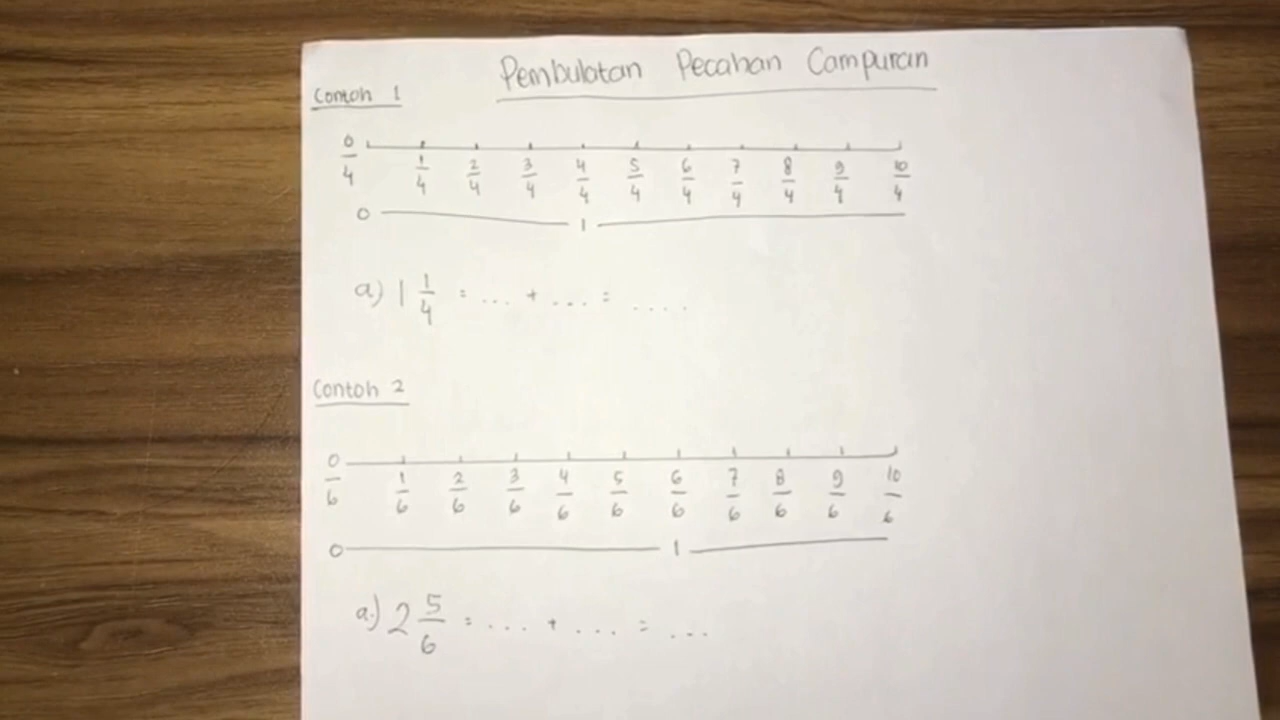 Pembulatan Pecahan Campuran
Contoh 1
0/4 1/4 2/4 3/4 4/4 5/4 6/4 7/4 8/4 9/4 10/4
0 1
a) 1 1/4 = ... + ... = ....
Contoh 2
0/6 1/6 2/6 3/6 4/6 5/6 6/6 7/6 8/6 9/6 10/6
0 1
a.) 2 5/6 = ... + ... = ...